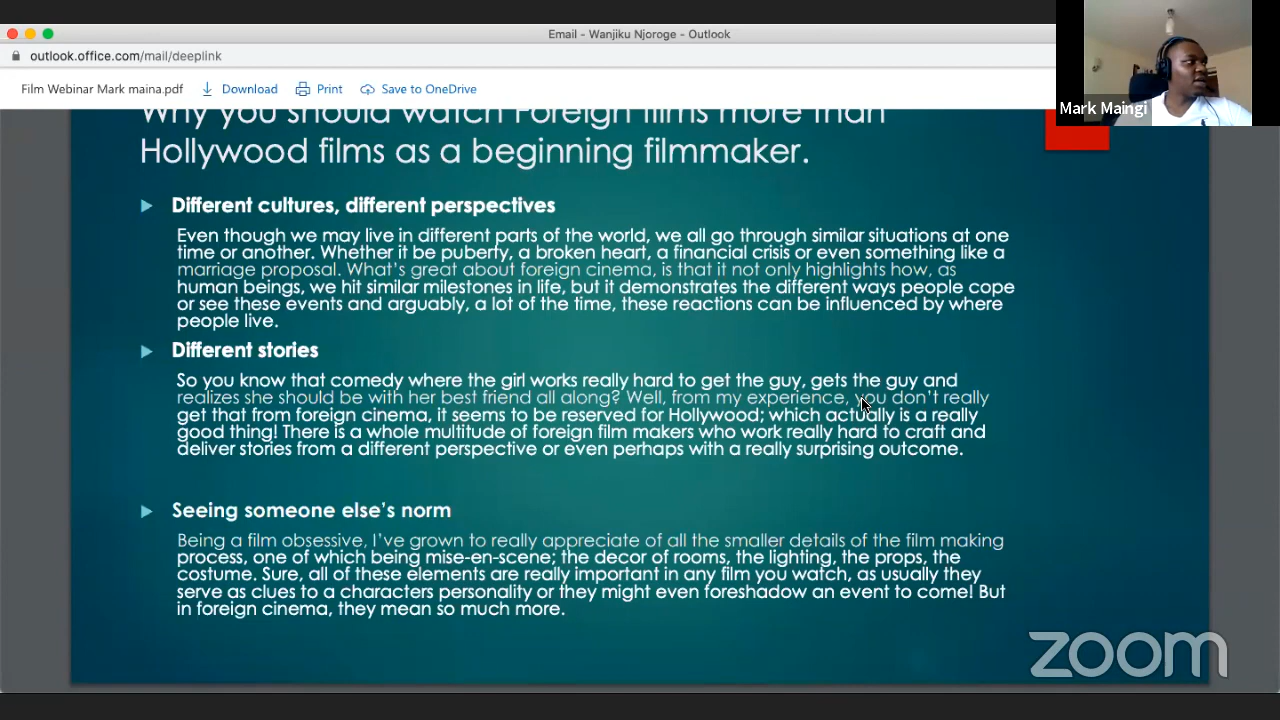 Email - Wanjiku Njoroge - Outlook
outlook.office.com/mail/deeplink
Film Webinar Mark maina.pdf Download Print Save to OneDrive
Mark Maingi
Why you should watch Foreign films more than
Hollywood films as a beginning filmmaker.
Different cultures, different perspectives
Even though we may live in different parts of the world, we all go through similar situations at one
time or another. Whether it be puberty, a broken heart, a financial crisis or even something like a
marriage proposal. What's great about foreign cinema, is that it not only highlights how, as
human beings, we hit similar milestones in life, but it demonstrates the different ways people cope
or see these events and arguably, a lot of the time, these reactions can be influenced by where
people live.
Different stories
So you know that comedy where the girl works really hard to get the guy, gets the guy and
realizes she should be with her best friend all along? Well, from my experience, you don't really
get that from foreign cinema, it seems to be reserved for Hollywood; which actually is a really
good thing! There is a whole multitude of foreign film makers who work really hard to craft and
deliver stories from a different perspective or even perhaps with a really surprising outcome.
Seeing someone else's norm
Being a film obsessive, I've grown to really appreciate of all the smaller details of the film making
process, one of which being mise-en-scene; the decor of rooms, the lighting, the props, the
costume. Sure, all of these elements are really important in any film you watch, as usually they
serve as clues to a characters personality or they might even foreshadow an event to come! But
in foreign cinema, they mean so much more.
zoom